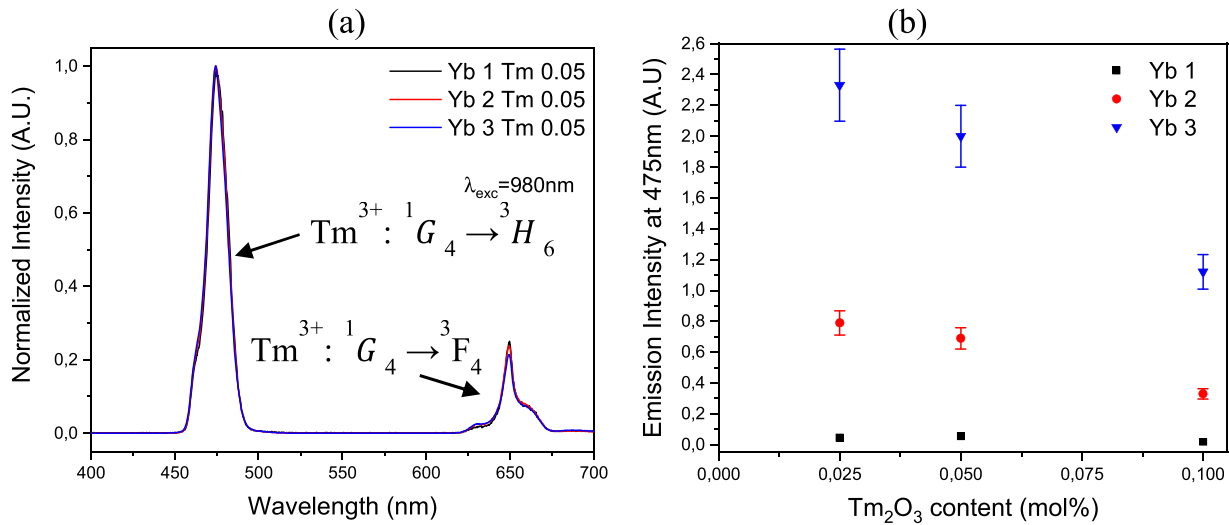 (a)
Normalized Intensity (A.U.)
1,0
0,8
0,6
0,4
0,2
0,0
Yb 1 Tm 0.05
Yb 2 Tm 0.05
Yb 3 Tm 0.05
λexc=980nm
Tm³⁺: ¹G₄ → ³H₆
Tm³⁺: ¹G₄ → ³F₄
400 450 500 550 600 650 700
Wavelength (nm)
(b)
Emission Intensity at 475nm (A.U)
2,6
2,4
2,2
2,0
1,8
1,6
1,4
1,2
1,0
0,8
0,6
0,4
0,2
0,0
Yb 1
Yb 2
Yb 3
0,000 0,025 0,050 0,075 0,100
Tm₂O₃ content (mol%)